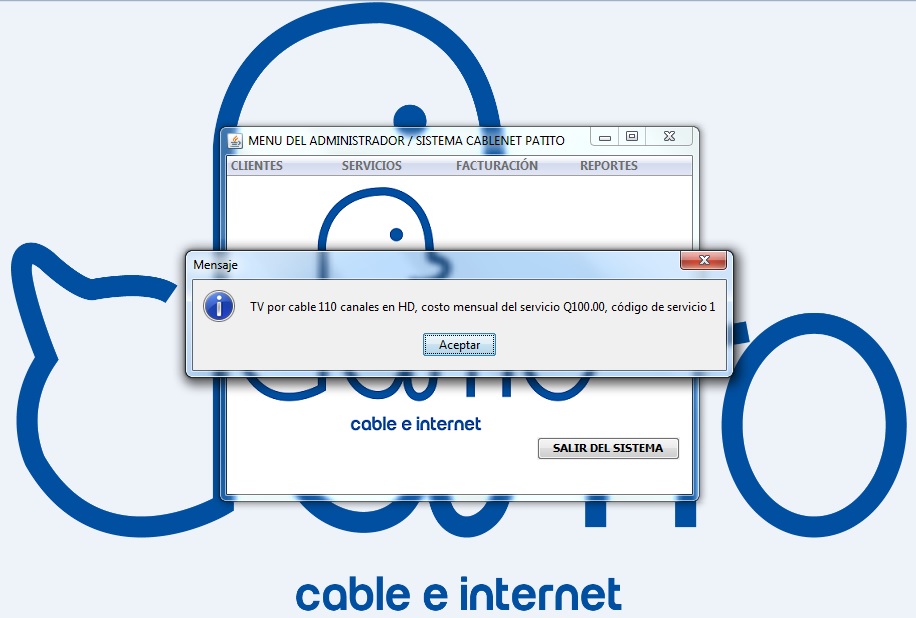 MENU DEL ADMINISTRADOR / SISTEMA CABLENET PATITO
CLIENTES SERVICIOS FACTURACIÓN REPORTES
Mensaje
TV por cable 110 canales en HD, costo mensual del servicio Q100.00, código de servicio 1
Aceptar
cable e internet
SALIR DEL SISTEMA
cable e internet